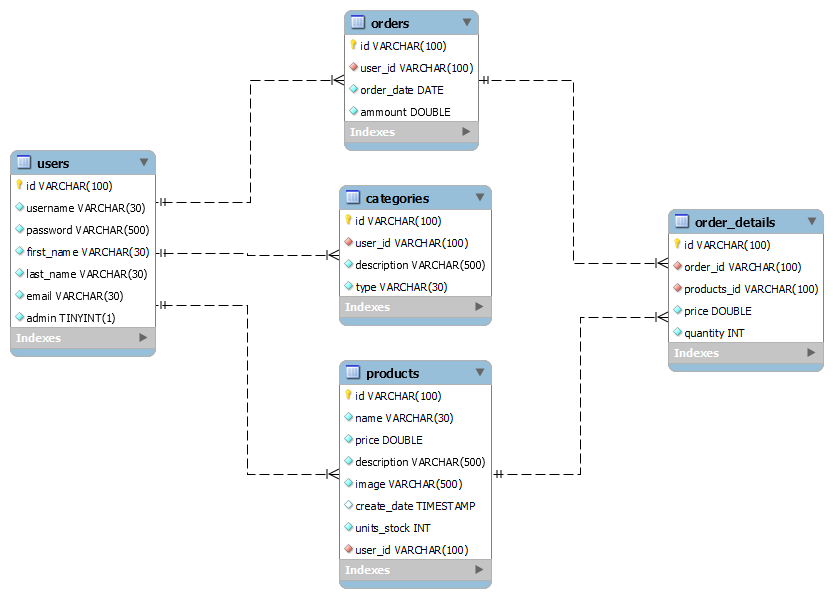 orders
id VARCHAR(100)
user_id VARCHAR(100)
order_date DATE
ammount DOUBLE
Indexes
users
id VARCHAR(100)
username VARCHAR(30)
password VARCHAR(500)
first_name VARCHAR(30)
last_name VARCHAR(30)
email VARCHAR(30)
admin TINYINT(1)
Indexes
categories
id VARCHAR(100)
user_id VARCHAR(100)
description VARCHAR(500)
type VARCHAR(30)
Indexes
order_details
id VARCHAR(100)
order_id VARCHAR(100)
products_id VARCHAR(100)
price DOUBLE
quantity INT
Indexes
products
id VARCHAR(100)
name VARCHAR(30)
price DOUBLE
description VARCHAR(500)
image VARCHAR(500)
create_date TIMESTAMP
units_stock INT
user_id VARCHAR(100)
Indexes